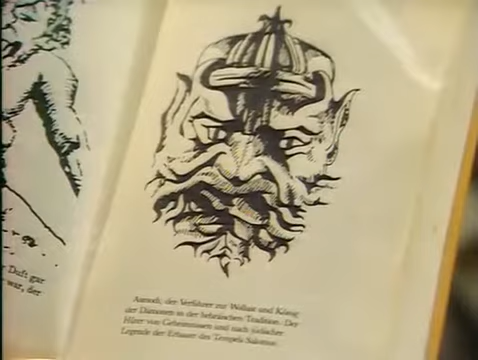 r Duft gar
war, der
Asmodi, der Verführer zur Wollust und König
der Dämonen in der hebräischen Tradition. Der
Hüter von Geheimnissen und nach jüdischer
Legende der Erbauer des Tempels Salomos.